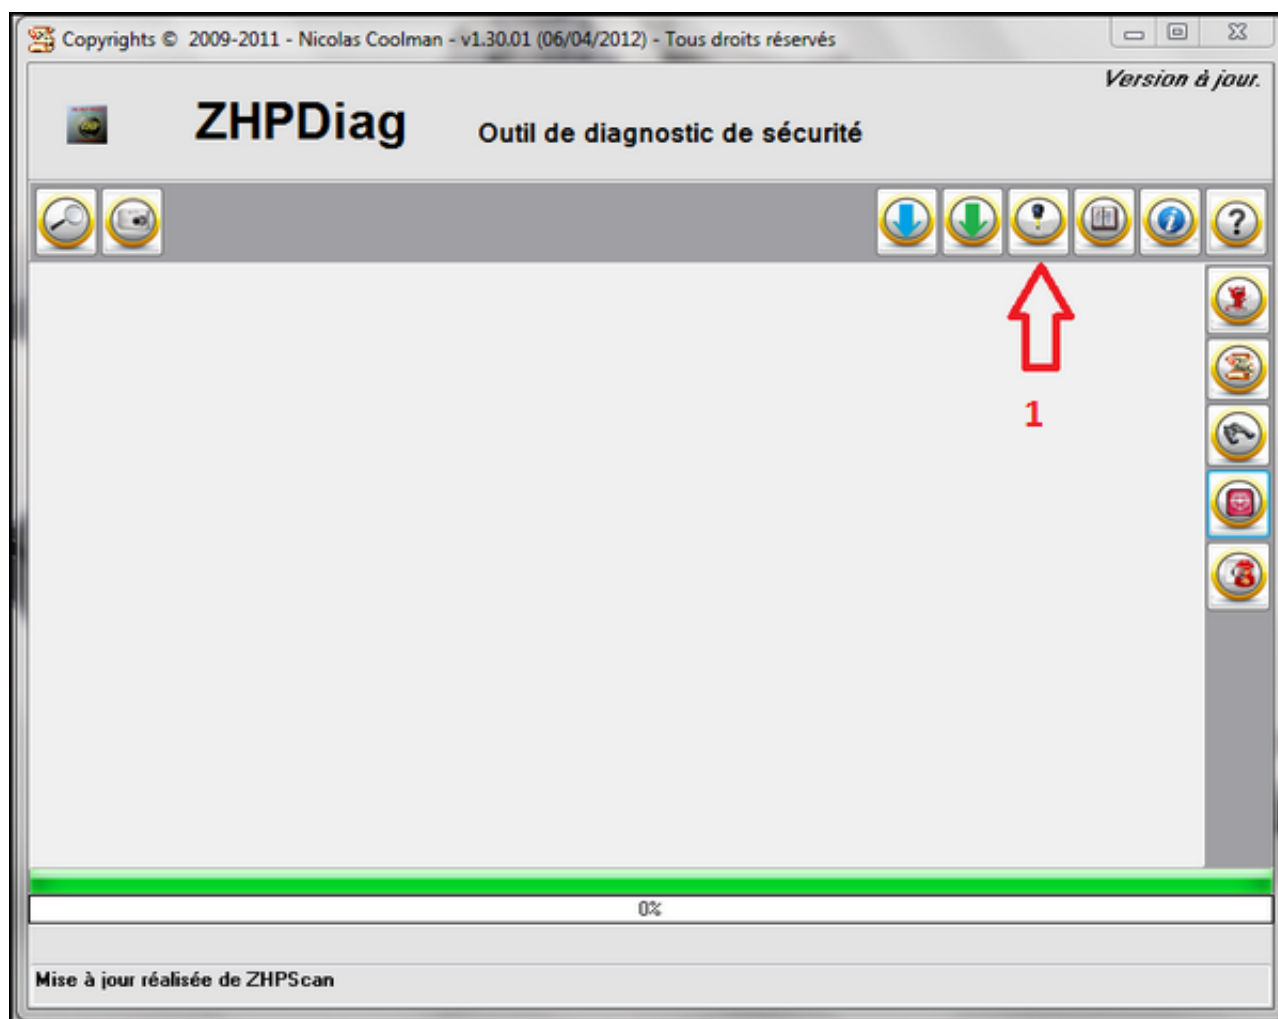 Copyrights © 2009-2011 - Nicolas Coolman - v1.30.01 (06/04/2012) - Tous droits réservés
Version à jour.
ZHPDiag Outil de diagnostic de sécurité
?
1
0%
Mise à jour réalisée de ZHPScan